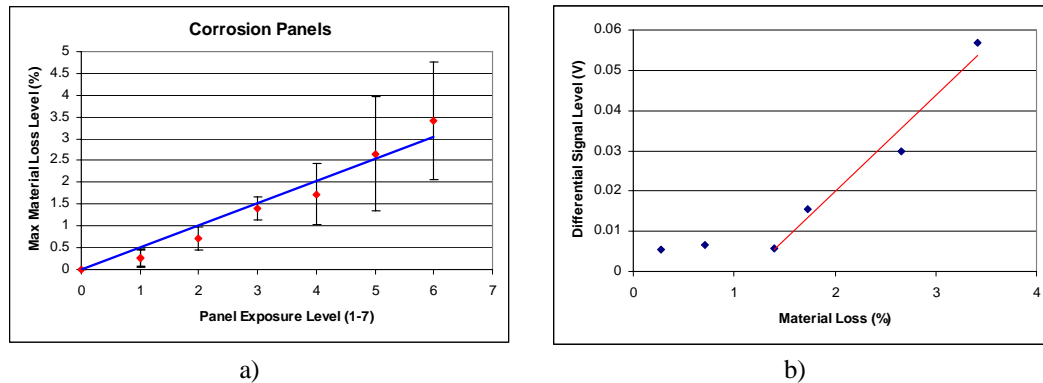 Corrosion Panels
Max Material Loss Level (%)
5
4.5
4
3.5
3
2.5
2
1.5
1
0.5
0
0 1 2 3 4 5 6 7
Panel Exposure Level (1-7)
a)
Differential Signal Level (V)
0.06
0.05
0.04
0.03
0.02
0.01
0
0 1 2 3 4
Material Loss (%)
b)